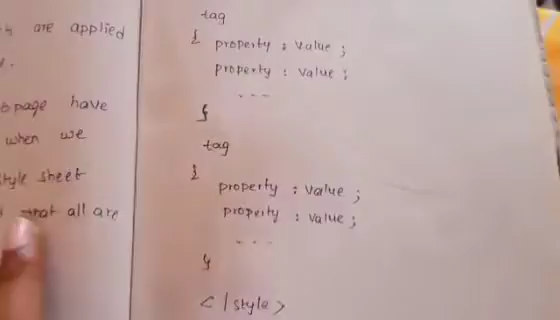 are applied
page have
when we
style sheet
that all are
tag
{ property : value ;
property : value ;
...
}
tag
{
property : value ;
property : value ;
...
}
</style>